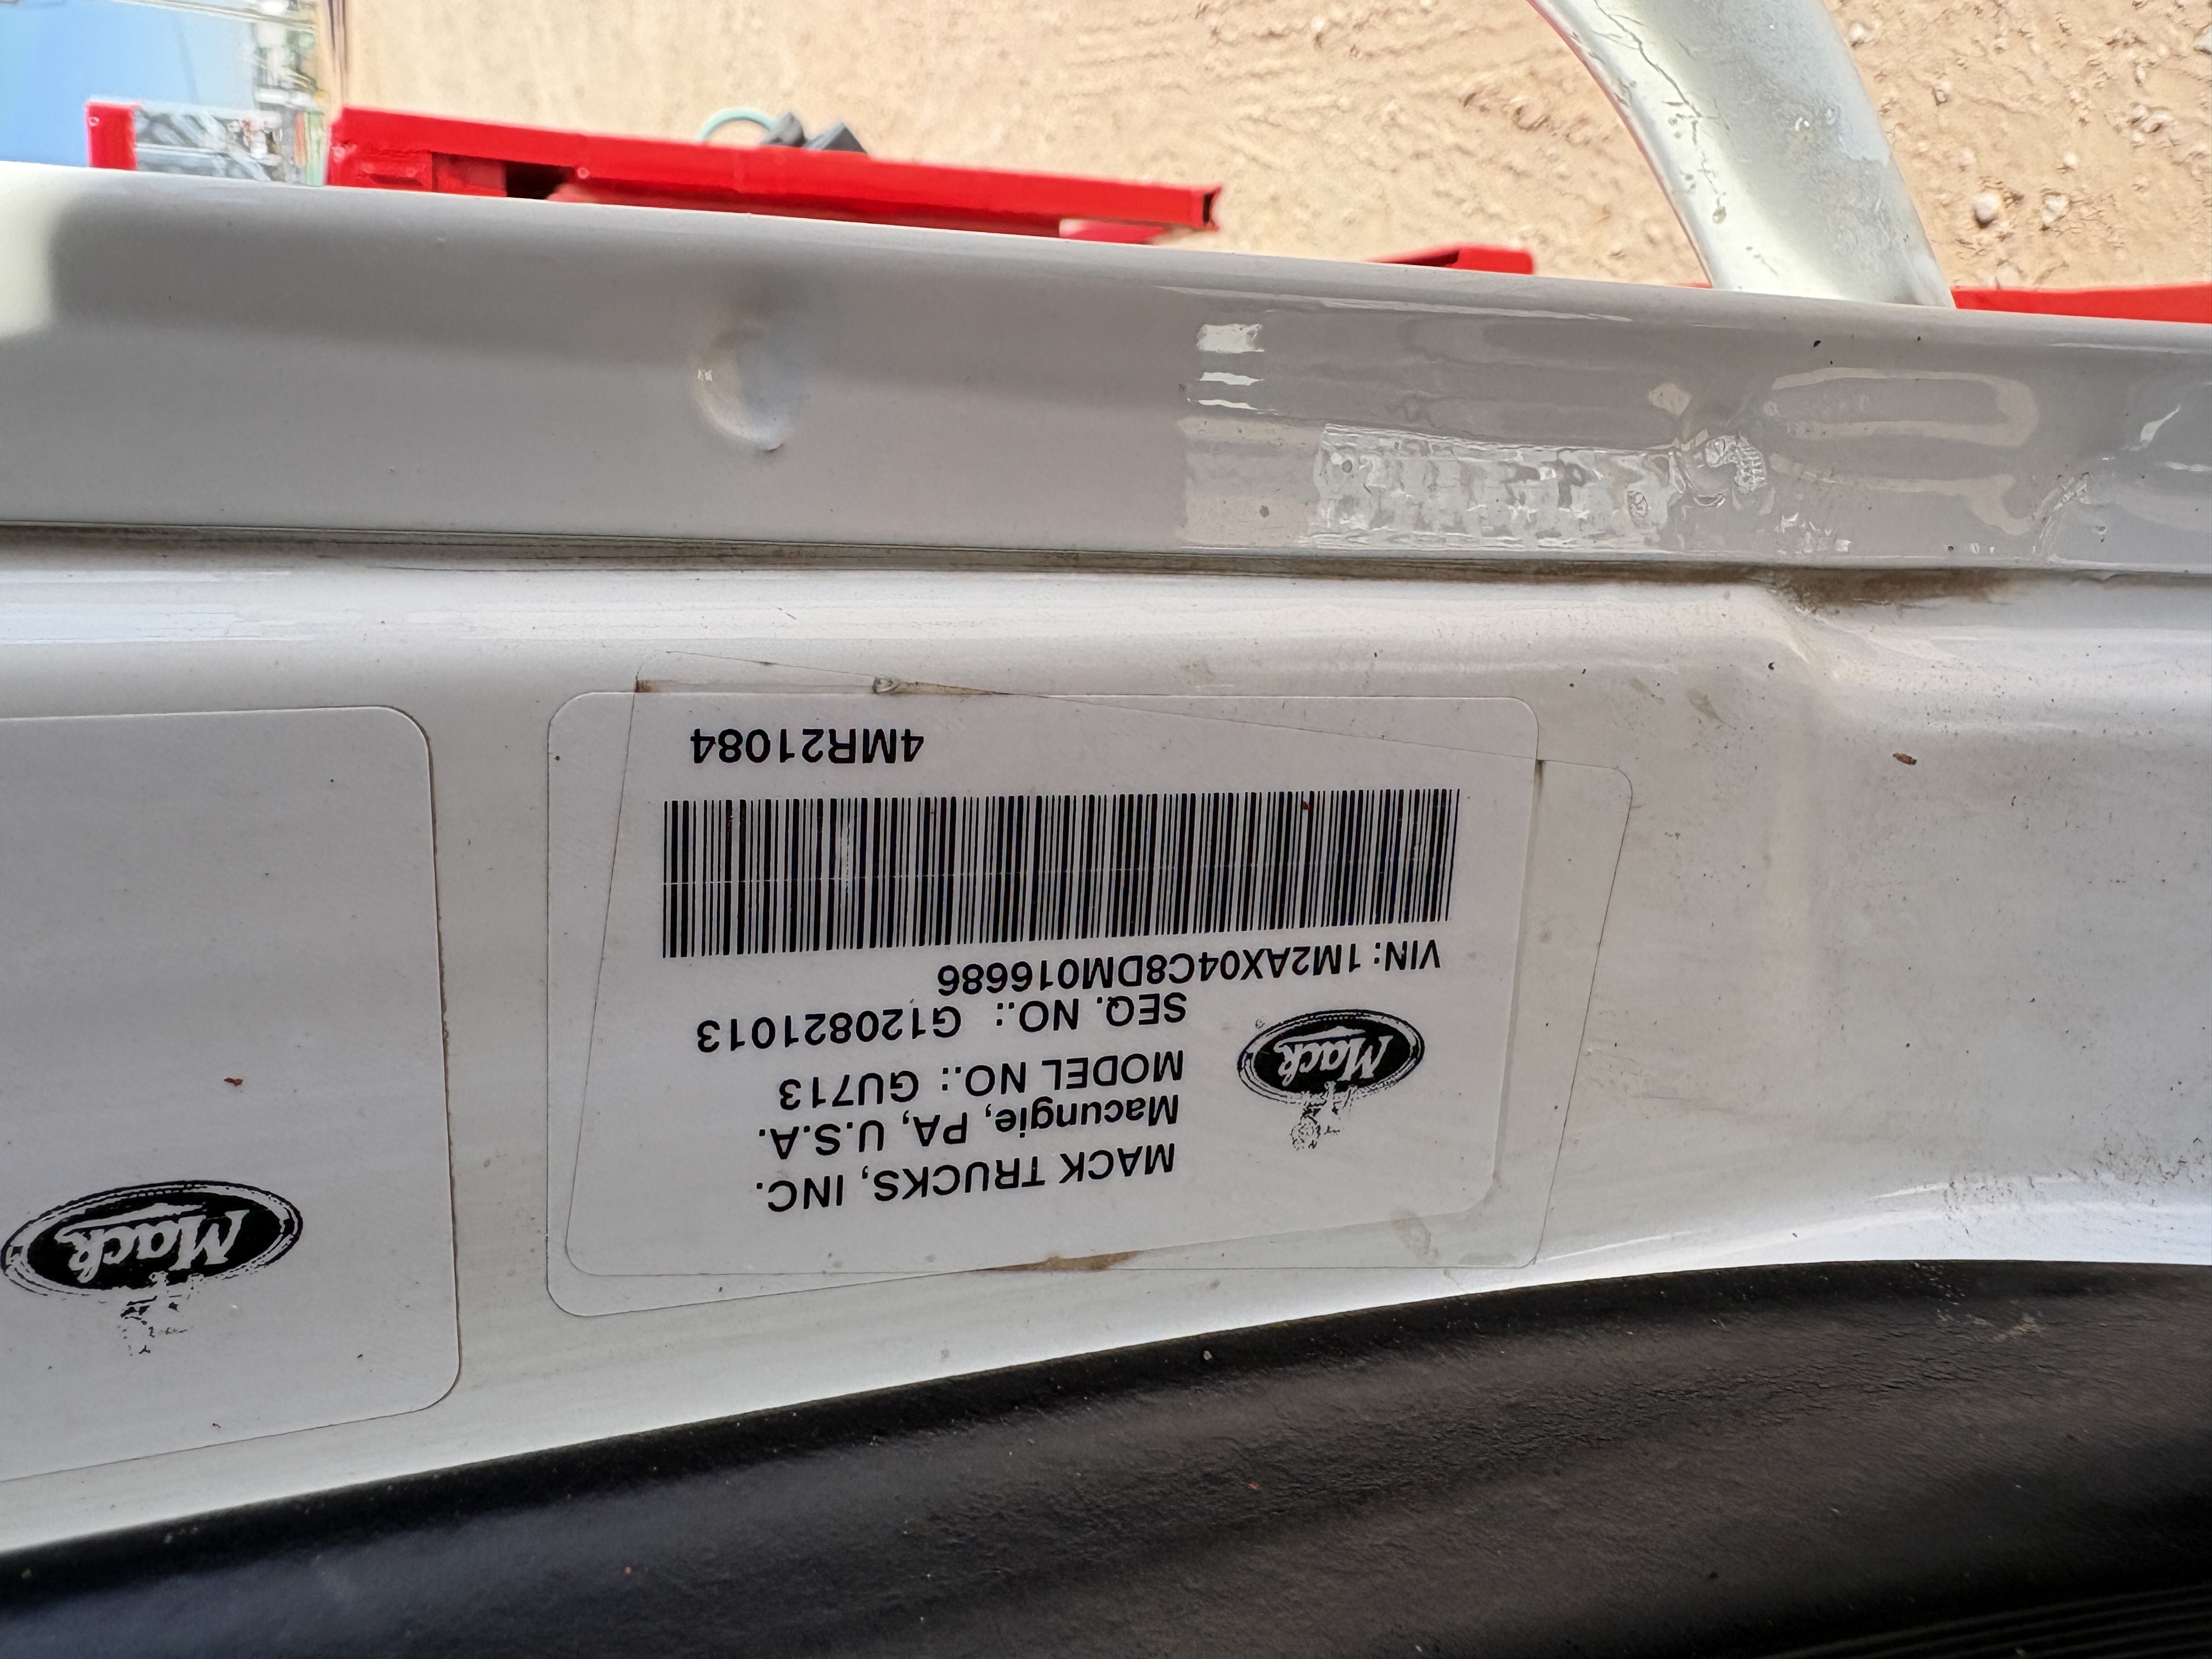 MACK TRUCKS, INC.
Macungie, PA, U.S.A.
MODEL NO.: GU713
SEQ. NO.: G120821013
VIN: 1M2AX04C8DM016686
4MR21084
Mack
Mack